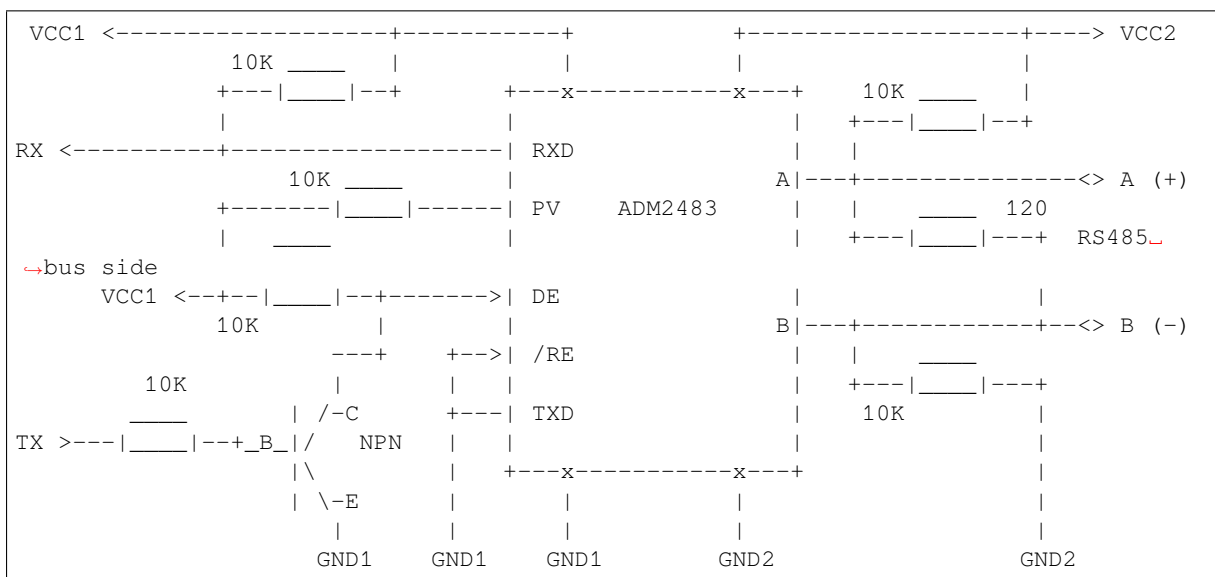 VCC1 <--------------------+------------+           +--------------------+----> VCC2
10K ____      |            |           |                    |
+---|____|--+       +---x------------x---+    10K ____   |
|                   |                    |   +---|____|--+
RX <----------+-------------------| RXD                |   |
10K ____       |                  A|---+---------------<> A (+)
+-------|____|------| PV     ADM2483     |   |    ____  120
|   ____            |                    |   +---|____|---+  RS485␣
↪bus side
VCC1 <--+--|____|--+------->| DE                 |                |
10K        |        |                  B|---+------------+--<> B (-)
---+    +-->| /RE                |   |    ____
10K           |       |   |                    |   +---|____|---+
____       | /-C      +---| TXD                |    10K         |
TX >---|____|--+_B_|/   NPN   |   |                    |                |
|\         |   +---x-----------x---+                |
| \-E      |       |           |                    |
|       |       |           |                    |
GND1    GND1    GND1        GND2                 GND2